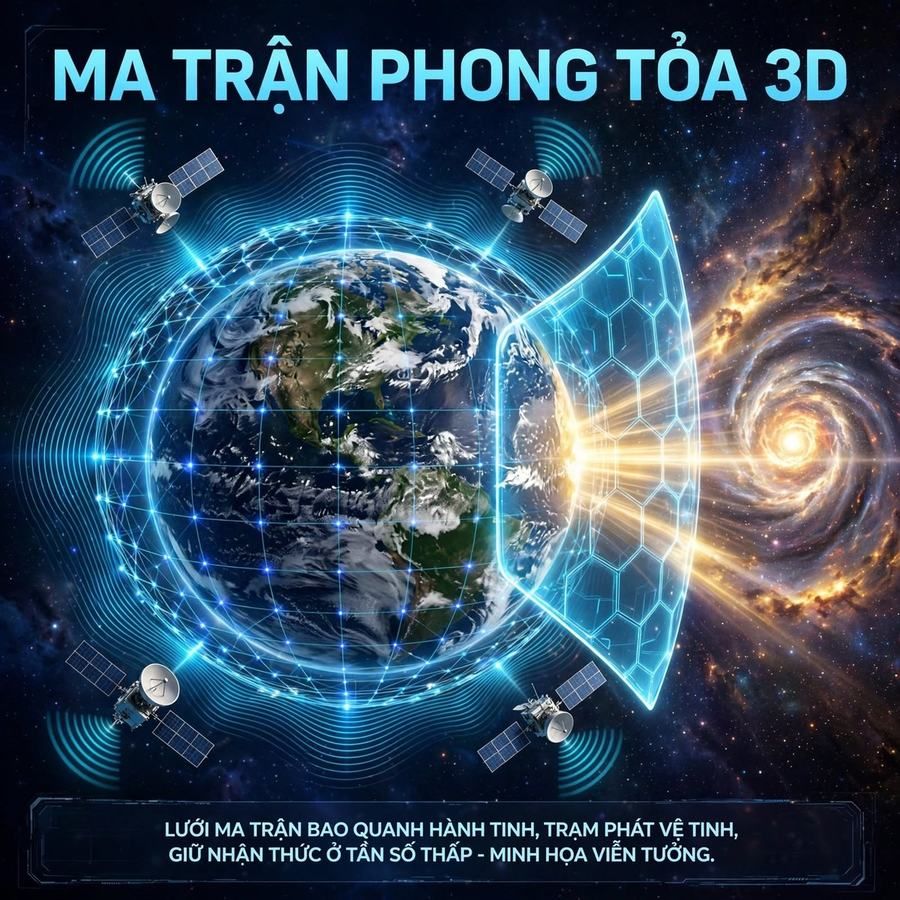 MA TRẬN PHONG TỎA 3D
LƯỚI MA TRẬN BAO QUANH HÀNH TINH, TRẠM PHÁT VỆ TINH,
GIỮ NHẬN THỨC Ở TẦN SỐ THẤP - MINH HỌA VIỄN TƯỞNG.